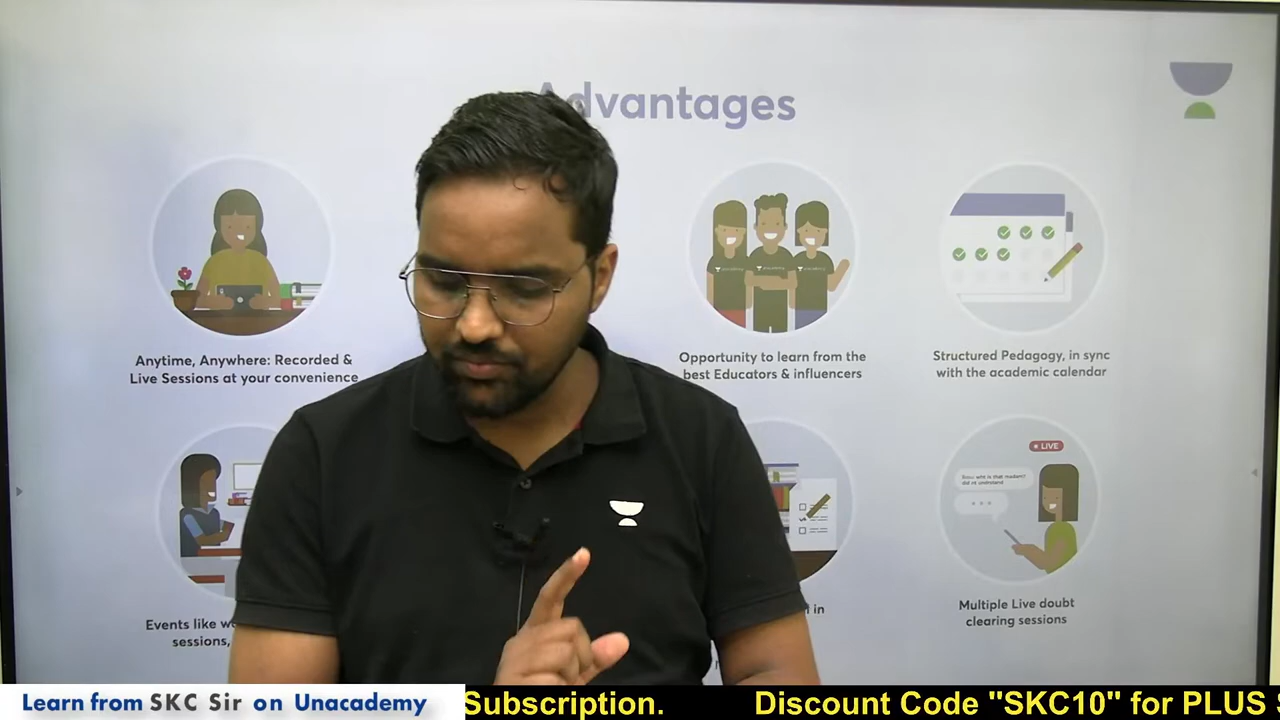 Advantages
Anytime, Anywhere: Recorded &
Live Sessions at your convenience
Opportunity to learn from the
best Educators & influencers
Structured Pedagogy, in sync
with the academic calendar
LIVE
Events like
sessions,
in
Multiple Live doubt
clearing sessions
Learn from SKC Sir on Unacademy
Subscription. Discount Code "SKC10" for PLUS